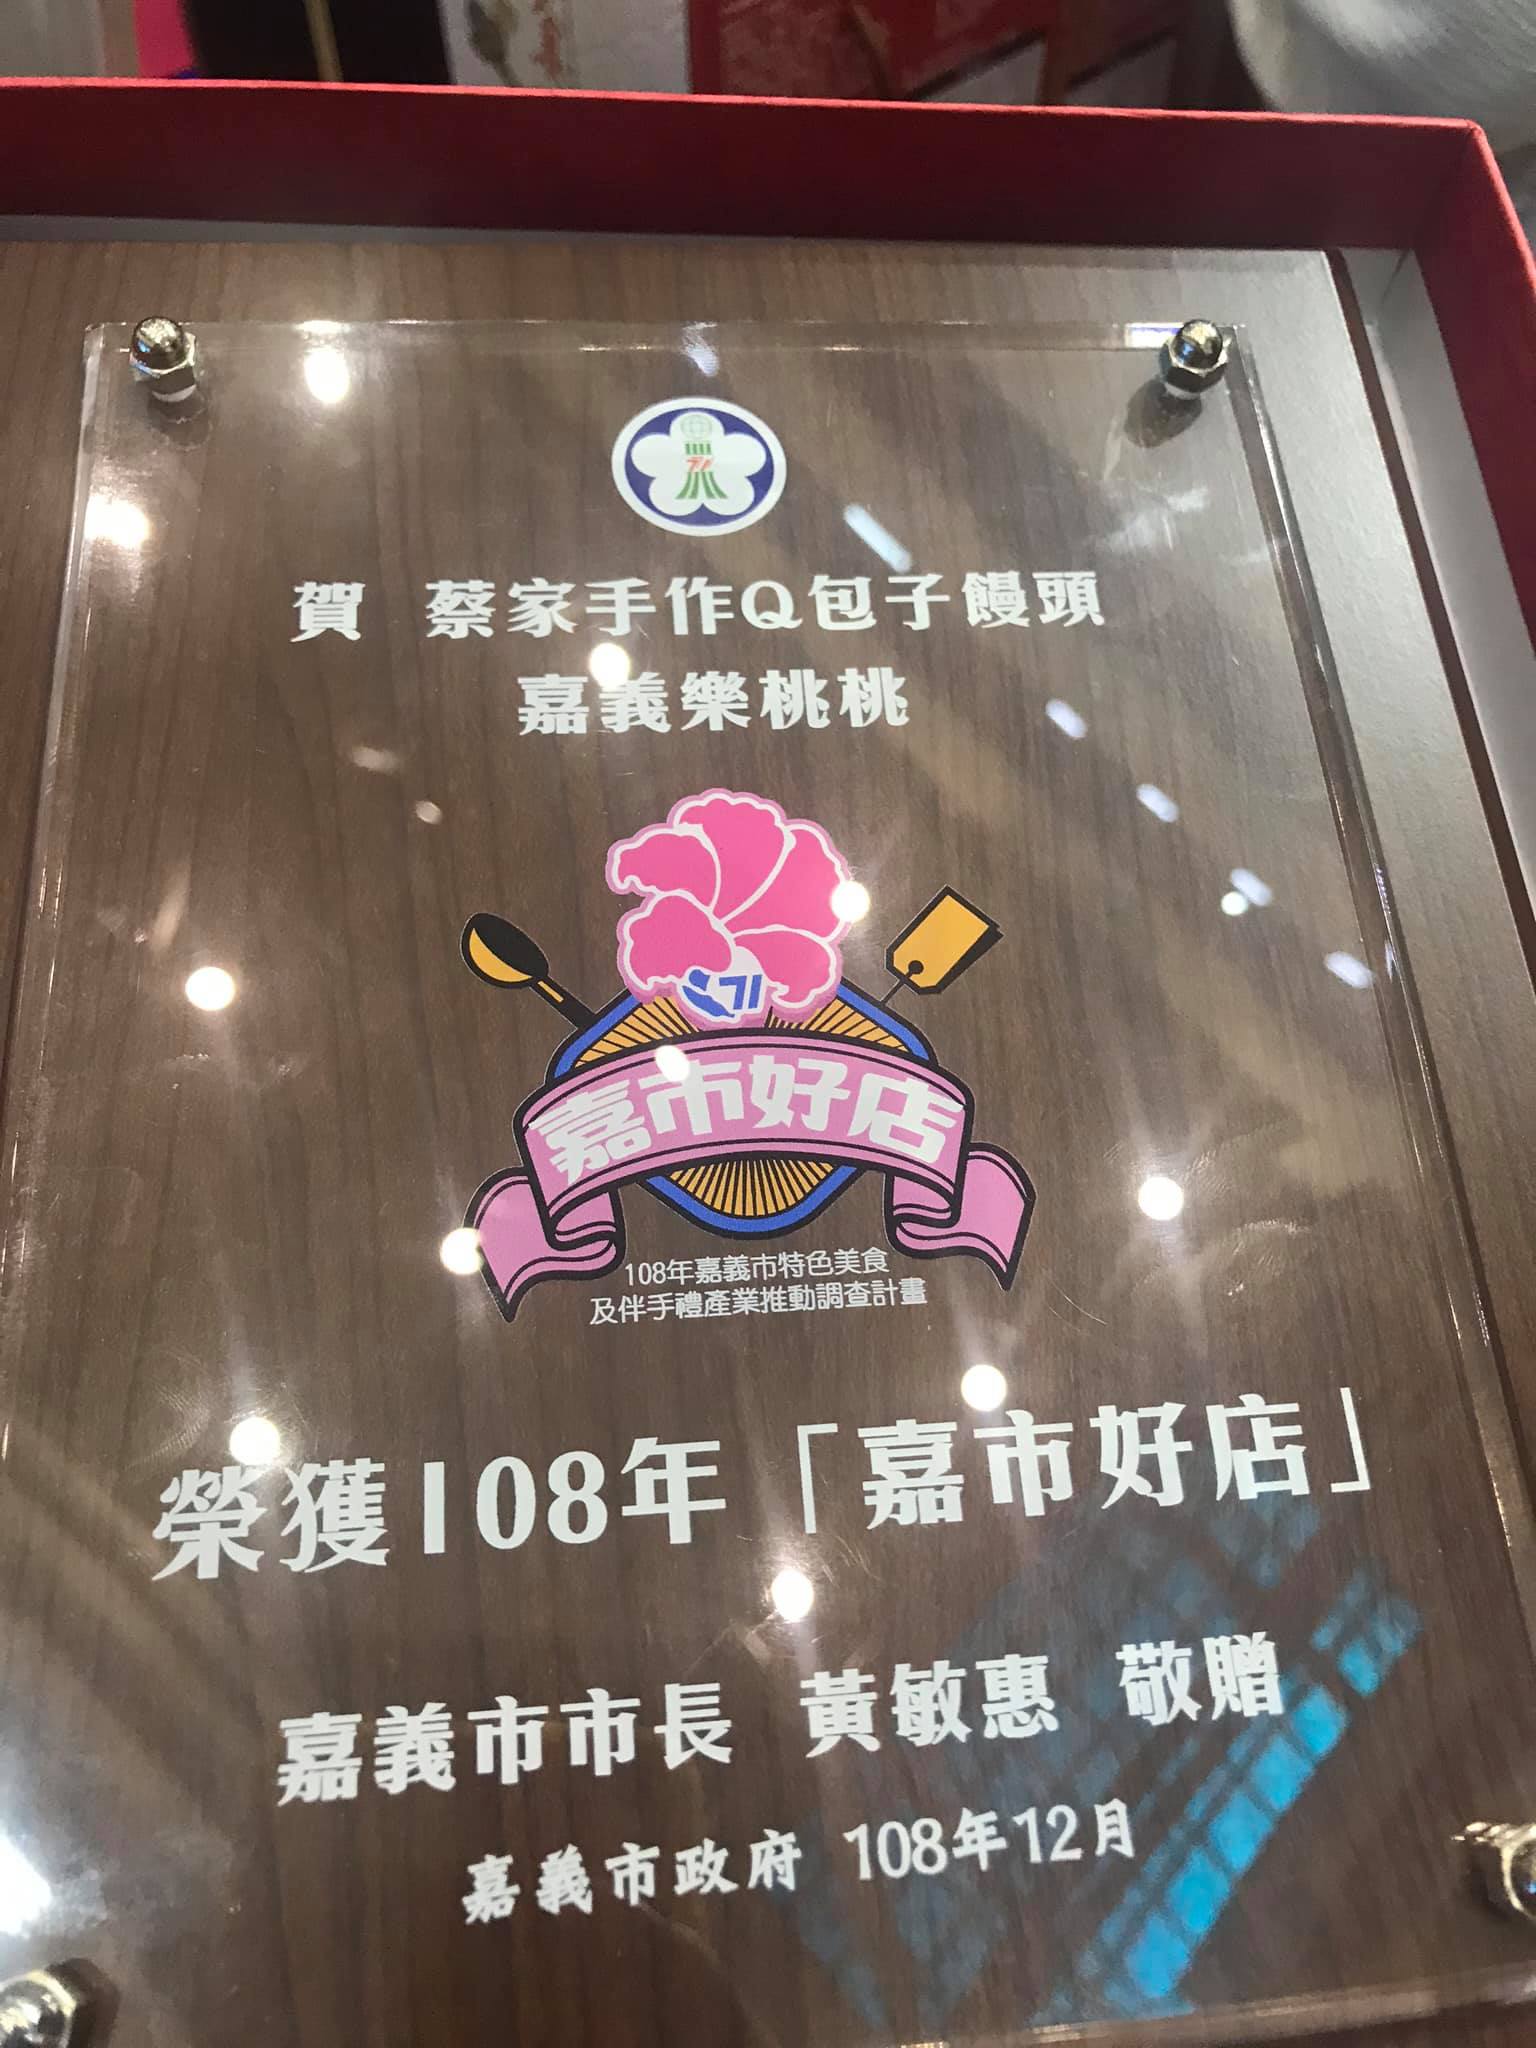 賀 蔡家手作Q包子饅頭
嘉義樂桃桃
嘉市好店
108年嘉義市特色美食
及伴手禮產業推動調查計畫
榮獲108年「嘉市好店」
嘉義市市長 黃敏惠 敬贈
嘉義市政府 108年12月